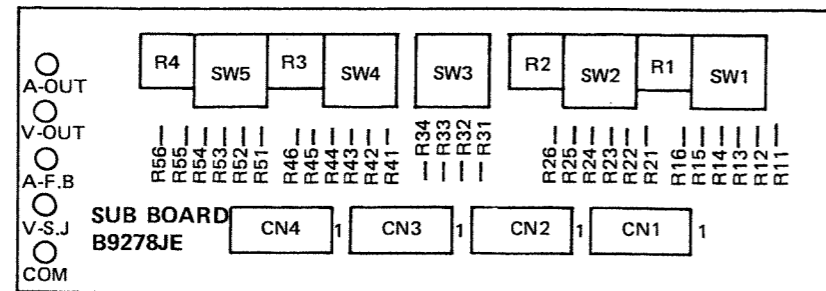 R4 SW5 R3 SW4 SW3 R2 SW2 R1 SW1
A-OUT
V-OUT
A-F.B
V-S.J
COM
R56 R55 R54 R53 R52 R51 R46 R45 R44 R43 R42 R41 R34 R33 R32 R31 R26 R25 R24 R23 R22 R21 R16 R15 R14 R13 R12 R11
SUB BOARD
B9278JE
CN4 1 CN3 1 CN2 1 CN1 1